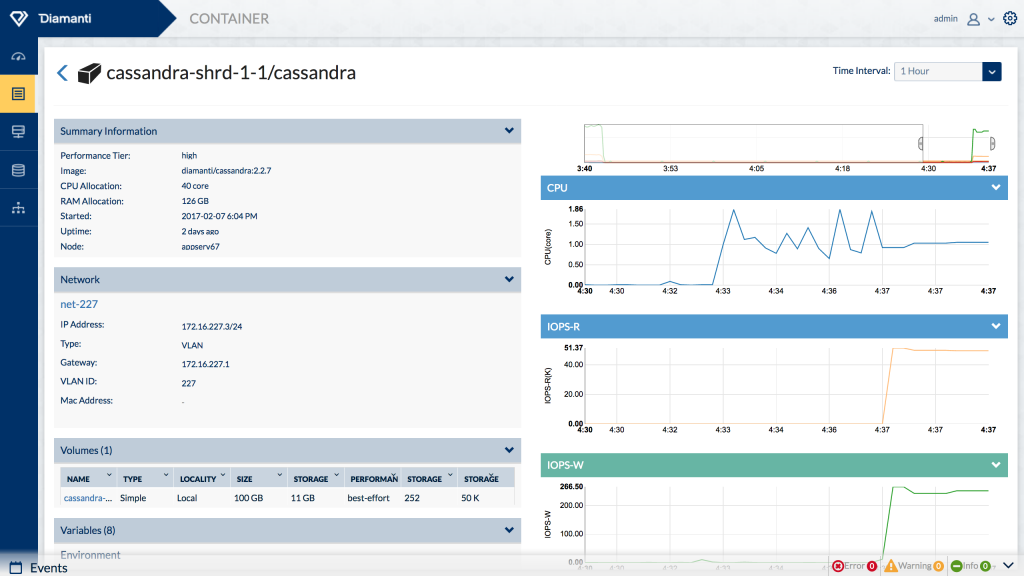 Diamanti
CONTAINER
admin
cassandra-shrd-1-1/cassandra
Time Interval: 1 Hour
Summary Information
Performance Tier: high
Image: diamanti/cassandra:2.2.7
CPU Allocation: 40 core
RAM Allocation: 126 GB
Started: 2017-02-07 6:04 PM
Uptime: 2 days ago
Node: appserv67
Network
net-227
IP Address: 172.16.227.3/24
Type: VLAN
Gateway: 172.16.227.1
VLAN ID: 227
Mac Address: -
Volumes (1)
NAME TYPE LOCALITY SIZE STORAGE PERFORMAN STORAGE STORAGE
cassandra-... Simple Local 100 GB 11 GB best-effort 252 50 K
Variables (8)
Environment
3:40 3:53 4:05 4:18 4:30 4:37
CPU
CPU(core)
1.86
1.50
1.00
0.50
0.00
4:30 4:30 4:32 4:33 4:34 4:36 4:37 4:37 4:37
IOPS-R
IOPS-R(K)
51.37
40.00
20.00
0.00
4:30 4:30 4:32 4:33 4:34 4:36 4:37 4:37 4:37
IOPS-W
IOPS-W
266.50
200.00
100.00
0.00
Events
Error 0 Warning 0 Info 0